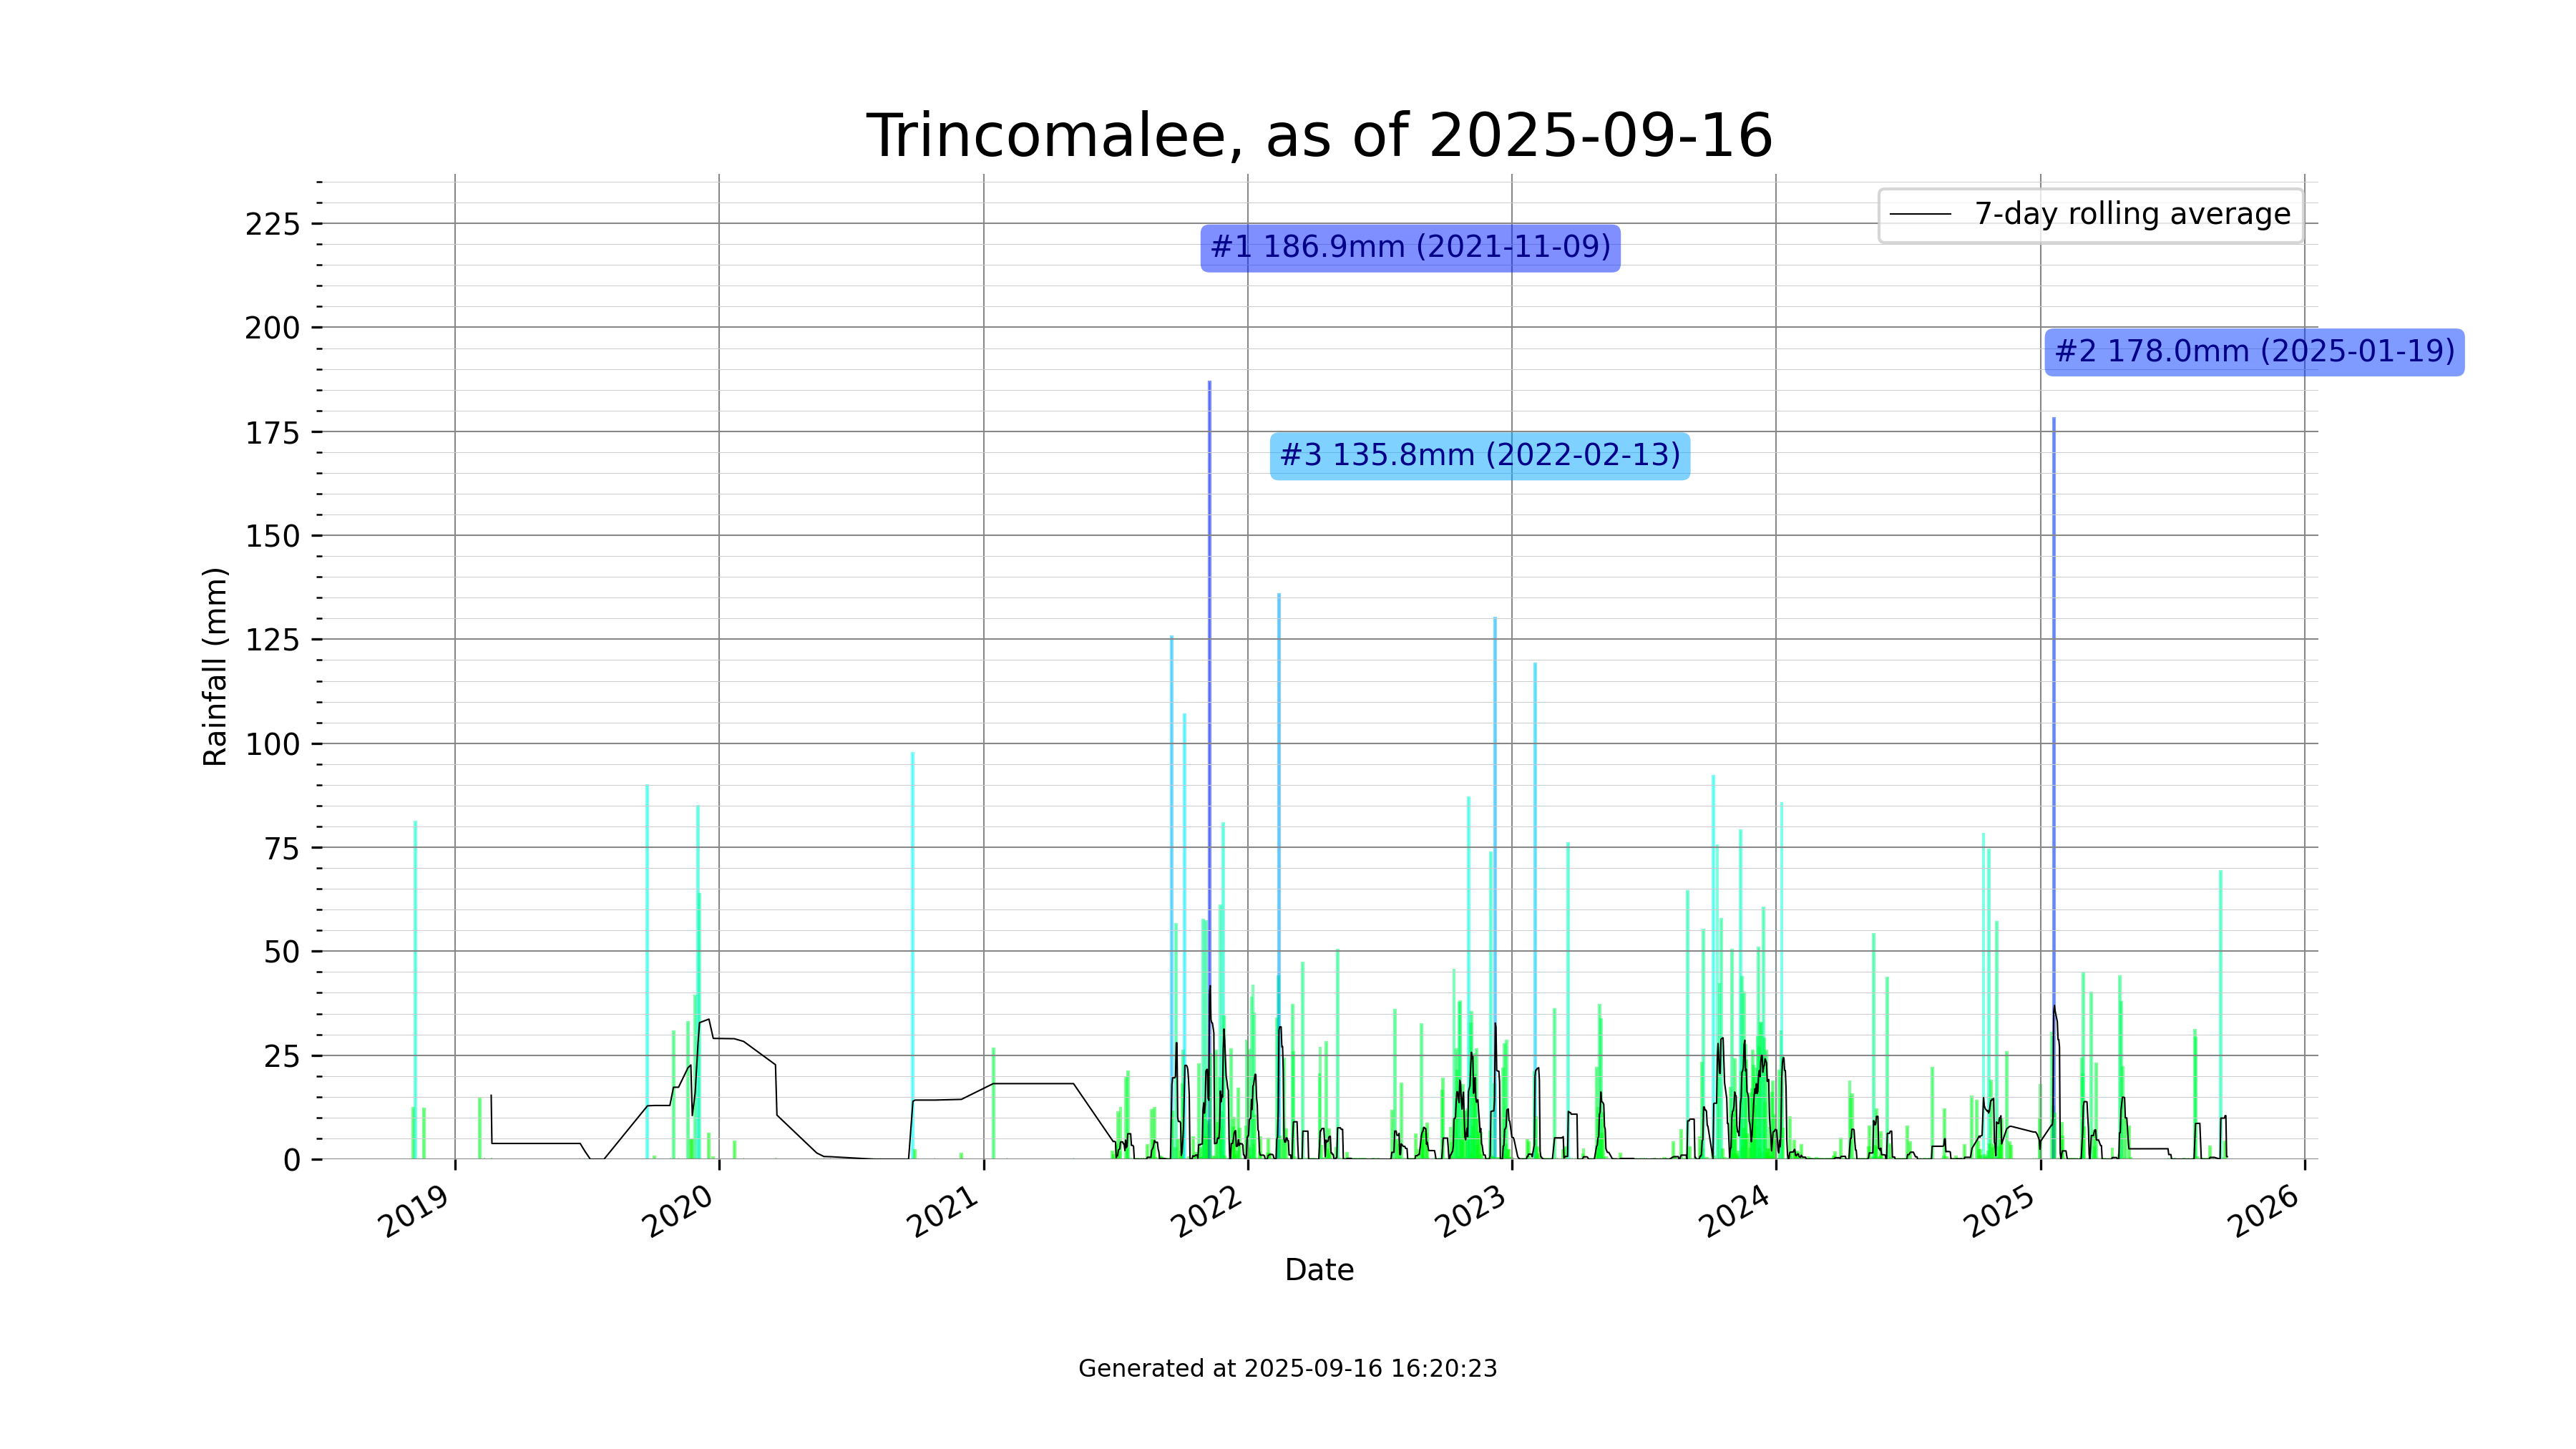 Trincomalee, as of 2025-09-16
7-day rolling average
#1 186.9mm (2021-11-09)
#2 178.0mm (2025-01-19)
#3 135.8mm (2022-02-13)
Rainfall (mm)
225
200
175
150
125
100
75
50
25
0
2019
2020
2021
2022
2023
2024
2025
2026
Date
Generated at 2025-09-16 16:20:23